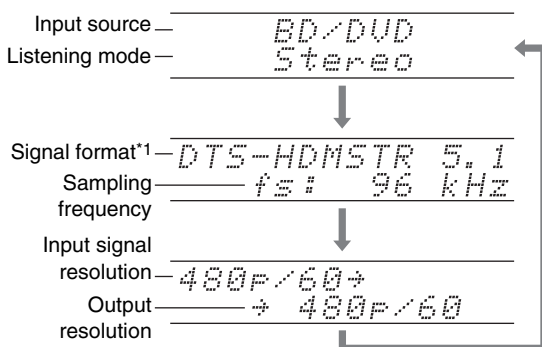 Input source
BD/DVD
Listening mode
Stereo
Signal format*1
DTS-HDMSTR 5.1
Sampling frequency
fs: 96 kHz
Input signal resolution
480p/60→
Output resolution
→ 480p/60